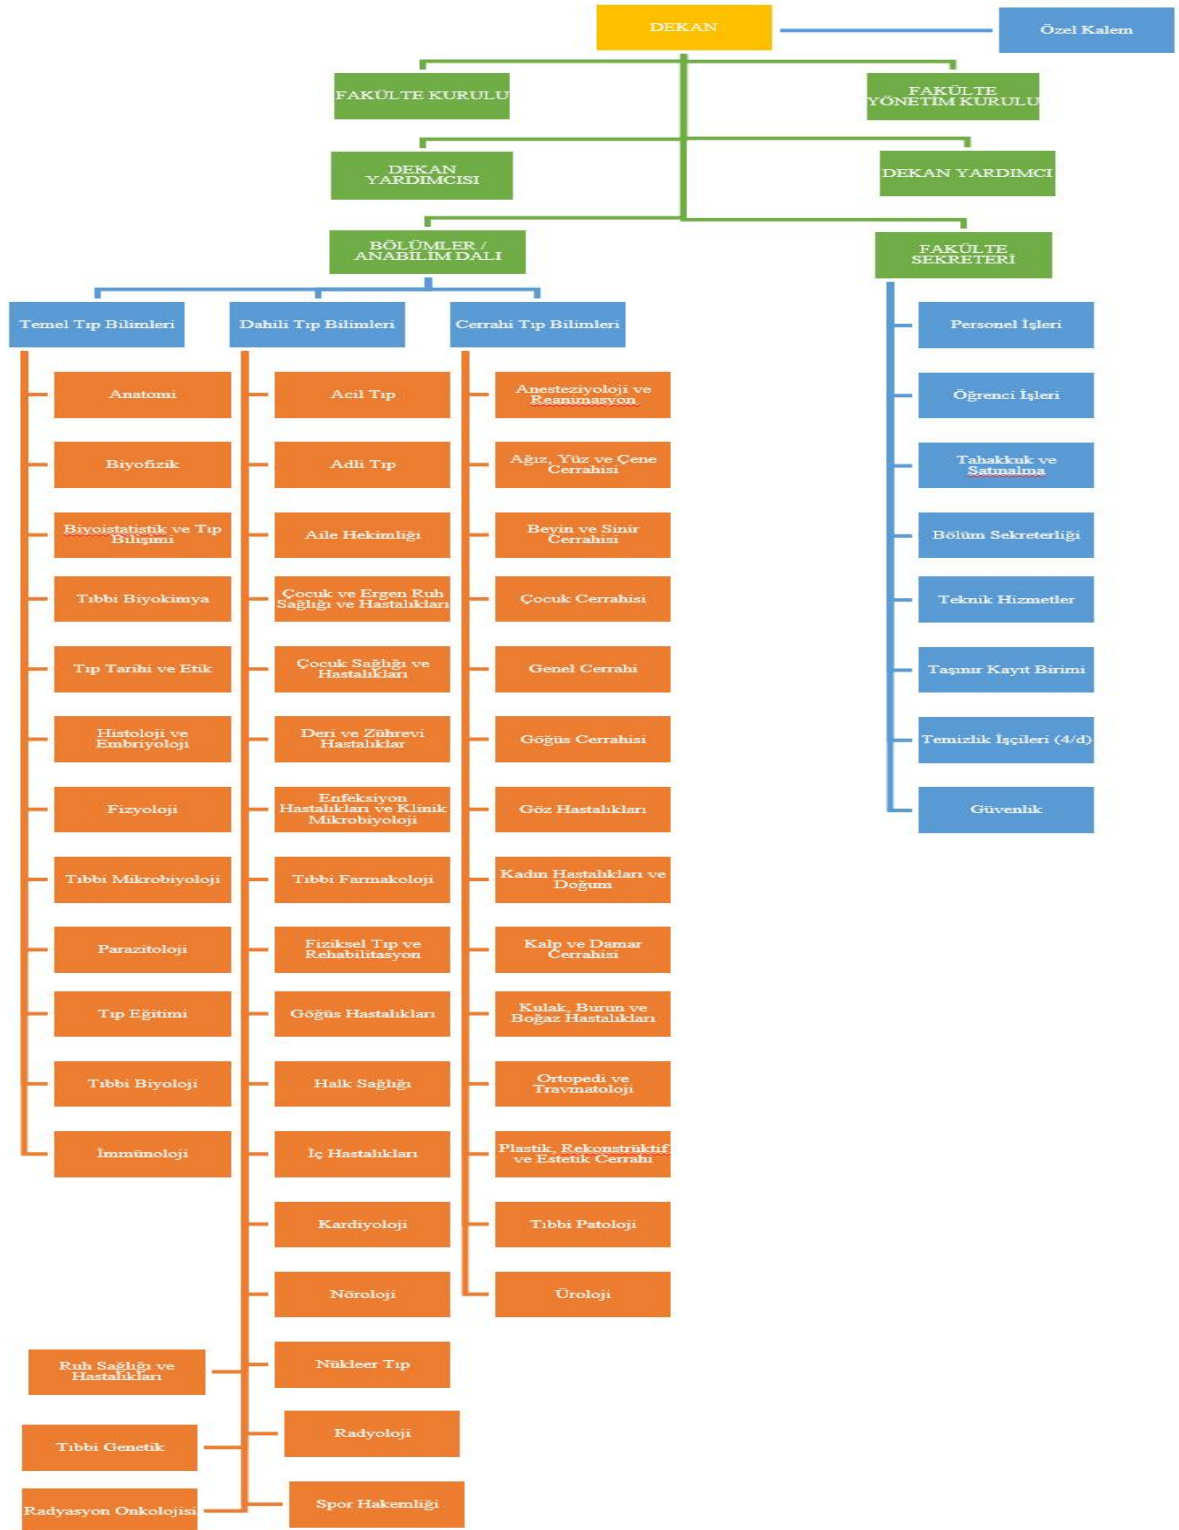 DEKAN
Özel Kalem
FAKÜLTE KURULU
FAKÜLTE
YÖNETİM KURULU
DEKAN
YARDIMCISI
DEKAN YARDIMCI
BÖLÜMLER /
ANABİLİM DALI
FAKÜLTE
SEKRETERİ
Temel Tıp Bilimleri
Anatomi
Biyofizik
Biyoistatistik ve Tıp
Bilişimi
Tıbbi Biyokimya
Tıp Tarihi ve Etik
Histoloji ve
Embriyoloji
Fizyoloji
Tıbbi Mikrobiyoloji
Parazitoloji
Tıp Eğitimi
Tıbbi Biyoloji
İmmünoloji
Dahili Tıp Bilimleri
Acil Tıp
Adli Tıp
Aile Hekimliği
Çocuk ve Ergen Ruh
Sağlığı ve Hastalıkları
Çocuk Sağlığı ve
Hastalıkları
Deri ve Zührevi
Hastalıklar
Enfeksiyon
Hastalıkları ve Klinik
Mikrobiyoloji
Tıbbi Farmakoloji
Fiziksel Tıp ve
Rehabilitasyon
Göğüs Hastalıkları
Halk Sağlığı
İç Hastalıkları
Kardiyoloji
Nöroloji
Nükleer Tıp
Ruh Sağlığı ve
Hastalıkları
Radyoloji
Tıbbi Genetik
Spor Hakemliği
Radyasyon Onkolojisi
Cerrahi Tıp Bilimleri
Anesteziyoloji ve
Reanimasyon
Ağız, Yüz ve Çene
Cerrahisi
Beyin ve Sinir
Cerrahisi
Çocuk Cerrahisi
Genel Cerrahi
Göğüs Cerrahisi
Göz Hastalıkları
Kadın Hastalıkları ve
Doğum
Kalp ve Damar
Cerrahisi
Kulak, Burun ve
Boğaz Hastalıkları
Ortopedi ve
Travmatoloji
Plastik, Rekonstrüktif
ve Estetik Cerrahi
Tıbbi Patoloji
Üroloji
Personel İşleri
Öğrenci İşleri
Tahakkuk ve
Satınalma
Bölüm Sekreterliği
Teknik Hizmetler
Taşınır Kayıt Birimi
Temizlik İşçileri (4/d)
Güvenlik